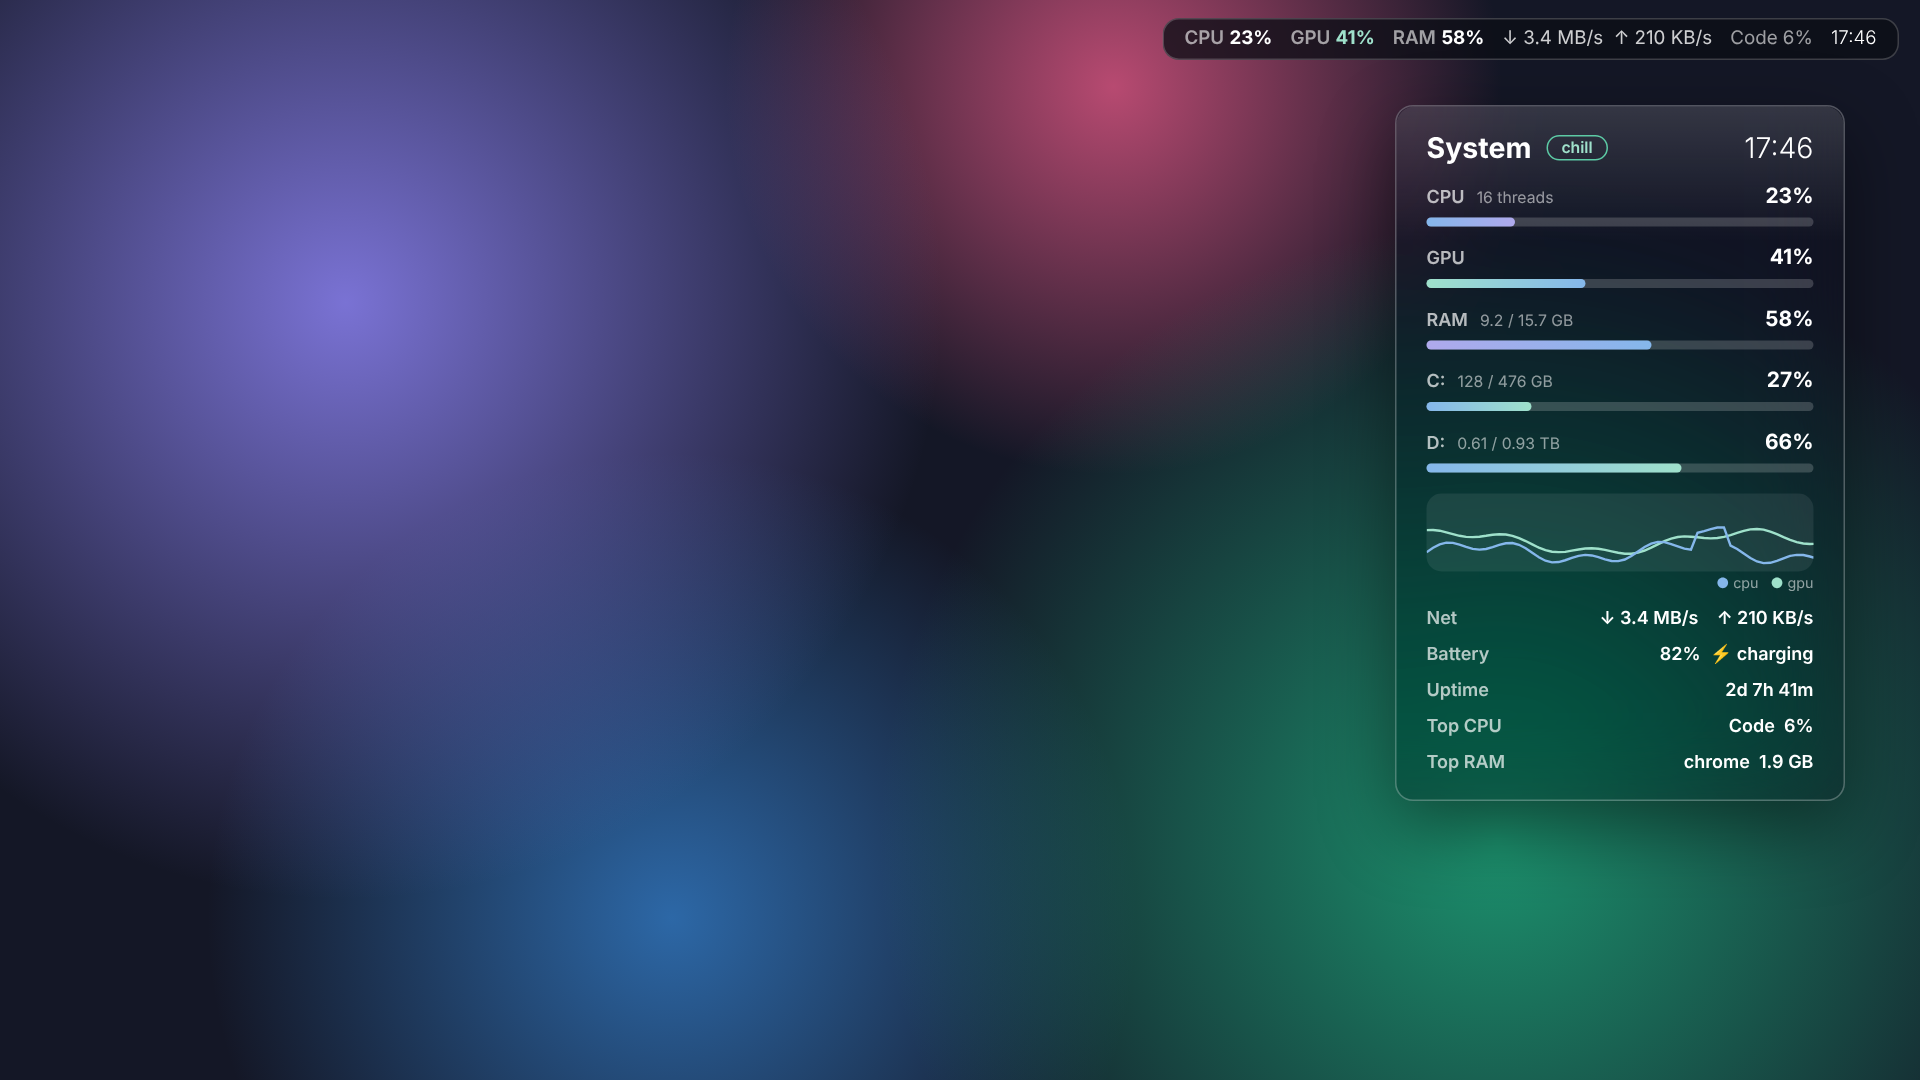 CPU 23% GPU 41% RAM 58% ↓ 3.4 MB/s ↑ 210 KB/s Code 6% 17:46
System chill 17:46
CPU 16 threads 23%
GPU 41%
RAM 9.2 / 15.7 GB 58%
C: 128 / 476 GB 27%
D: 0.61 / 0.93 TB 66%
cpu gpu
Net ↓ 3.4 MB/s ↑ 210 KB/s
Battery 82% ⚡ charging
Uptime 2d 7h 41m
Top CPU Code 6%
Top RAM chrome 1.9 GB